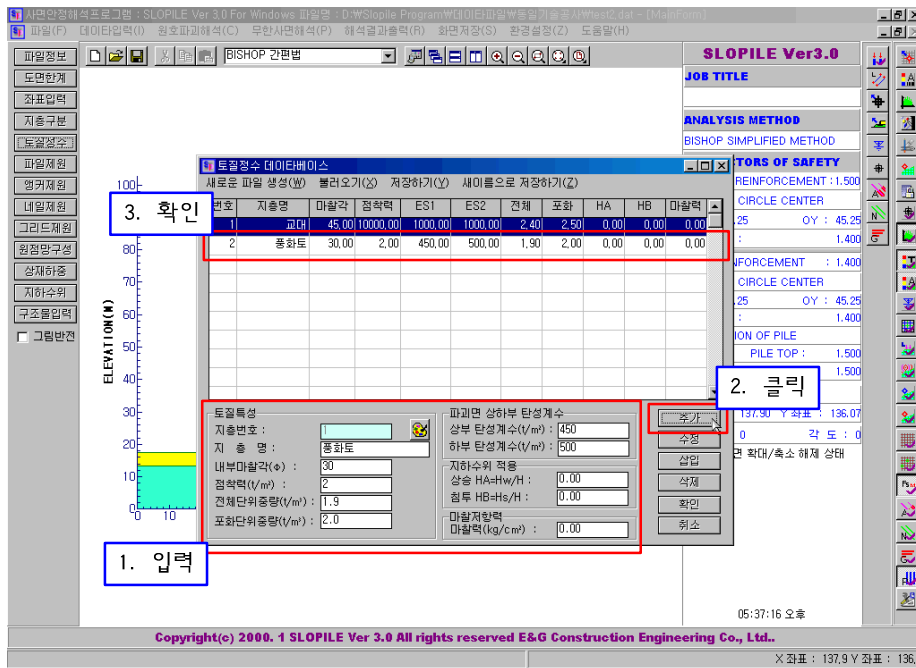 사면안정해석프로그램 : SLOPILE Ver 3,0 For Windows 파일명 : D:₩Slopile Program₩데이타파일₩동일기술공사₩test2.dat - [MainForm]
파일(F) 데이타입력(I) 원호파괴해석(C) 무한사면해석(P) 해석결과출력(R) 화면저장(S) 환경설정(Z) 도움말(H)
파일정보
도면한계
좌표입력
지층구분
토질정수
파일제원
앵커제원
네일제원
그리드제원
원점망구성
상재하중
지하수위
구조물입력
그림반전
BISHOP 간편법
SLOPILE Ver3.0
JOB TITLE
ANALYSIS METHOD
BISHOP SIMPLIFIED METHOD
TORS OF SAFETY
REINFORCEMENT : 1.500
CIRCLE CENTER
.25 OY : 45.25
: 1.400
NFORCEMENT : 1.400
CIRCLE CENTER
.25 OY : 45.25
: 1.400
ION OF PILE
PILE TOP : 1.500
1.500
137.90 Y 좌표 : 136.07
0 각 도 : 0
면 확대/축소 해제 상태
05:37:16 오후
ELEVATION(M)
100
80
70
60
50
40
30
20
10
0 10
토질정수 데이타베이스
새로운 파일 생성(W) 불러오기(X) 저장하기(Y) 새이름으로 저장하기(Z)
번호 지층명 마찰각 점착력 ES1 ES2 전체 포화 HA HB 마찰력
1 교대 45,00 10000,00 1000,00 1000,00 2,40 2,50 0,00 0,00 0,00
2 풍화토 30,00 2,00 450,00 500,00 1,90 2,00 0,00 0,00 0,00
3. 확인
2. 클릭
1. 입력
토질특성
지층번호 : 1
지 층 명 : 풍화토
내부마찰각(Φ) : 30
점착력(t/m²) : 2
전체단위중량(t/m³) : 1.9
포화단위중량(t/m³) : 2.0
파괴면 상하부 탄성계수
상부 탄성계수(t/m²) : 450
하부 탄성계수(t/m²) : 500
지하수위 적용
상승 HA=Hw/H : 0.00
침투 HB=Hs/H : 0.00
마찰저항력
마찰력(kg/cm²) : 0.00
추가
수정
삽입
삭제
확인
취소
Copyright(c) 2000. 1 SLOPILE Ver 3.0 All rights reserved E&G Construction Engineering Co., Ltd..
X 좌표 : 137,9 Y 좌표 : 136,